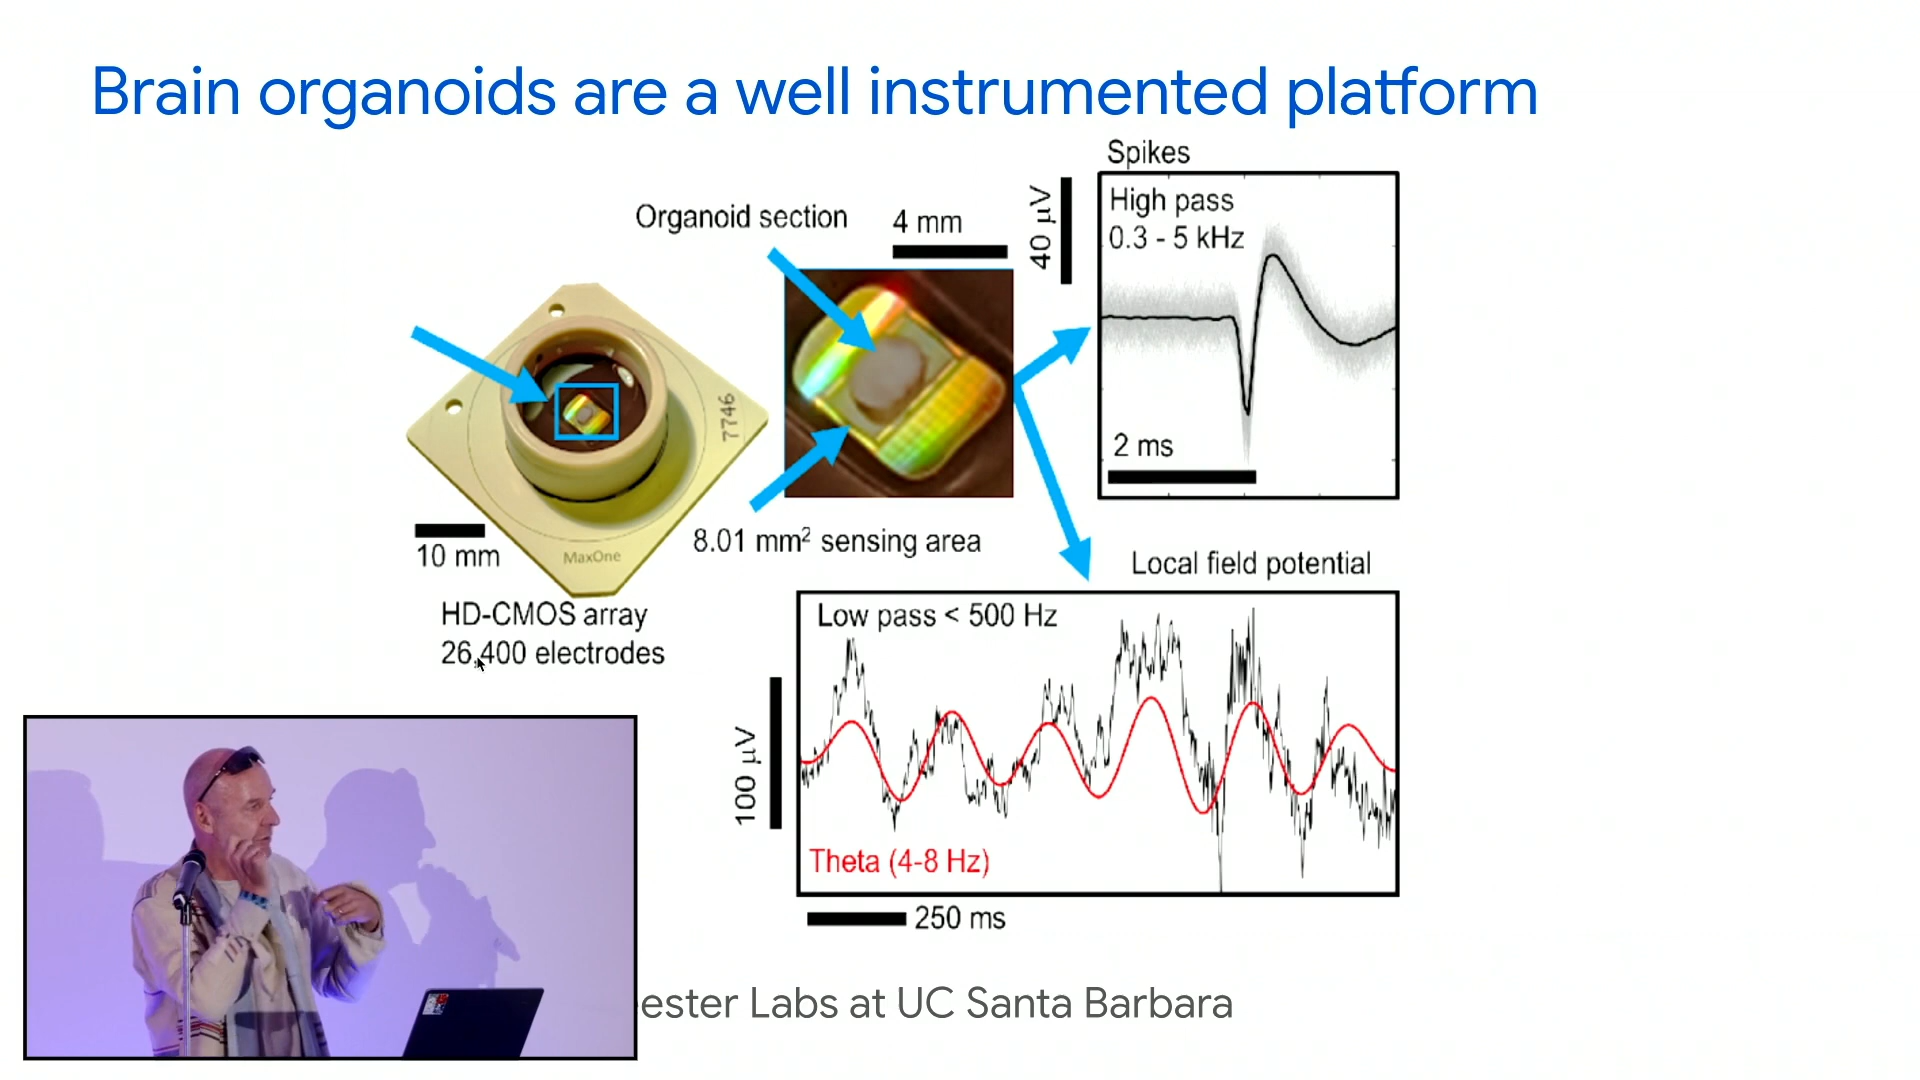 Brain organoids are a well instrumented platform
Spikes
High pass
0.3 - 5 kHz
40 µV
2 ms
Organoid section
4 mm
7746
MaxOne
10 mm
8.01 mm² sensing area
HD-CMOS array
26,400 electrodes
Local field potential
Low pass < 500 Hz
100 µV
Theta (4-8 Hz)
250 ms
Labs at UC Santa Barbara